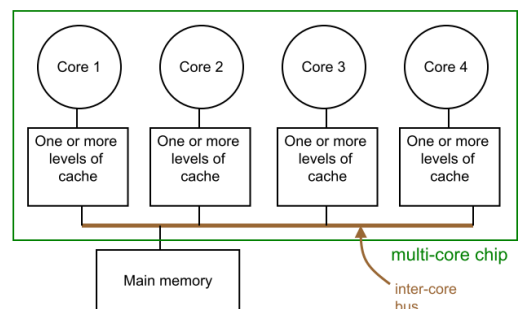 Core 1
Core 2
Core 3
Core 4
One or more
levels of
cache
One or more
levels of
cache
One or more
levels of
cache
One or more
levels of
cache
multi-core chip
Main memory
inter-core
bus